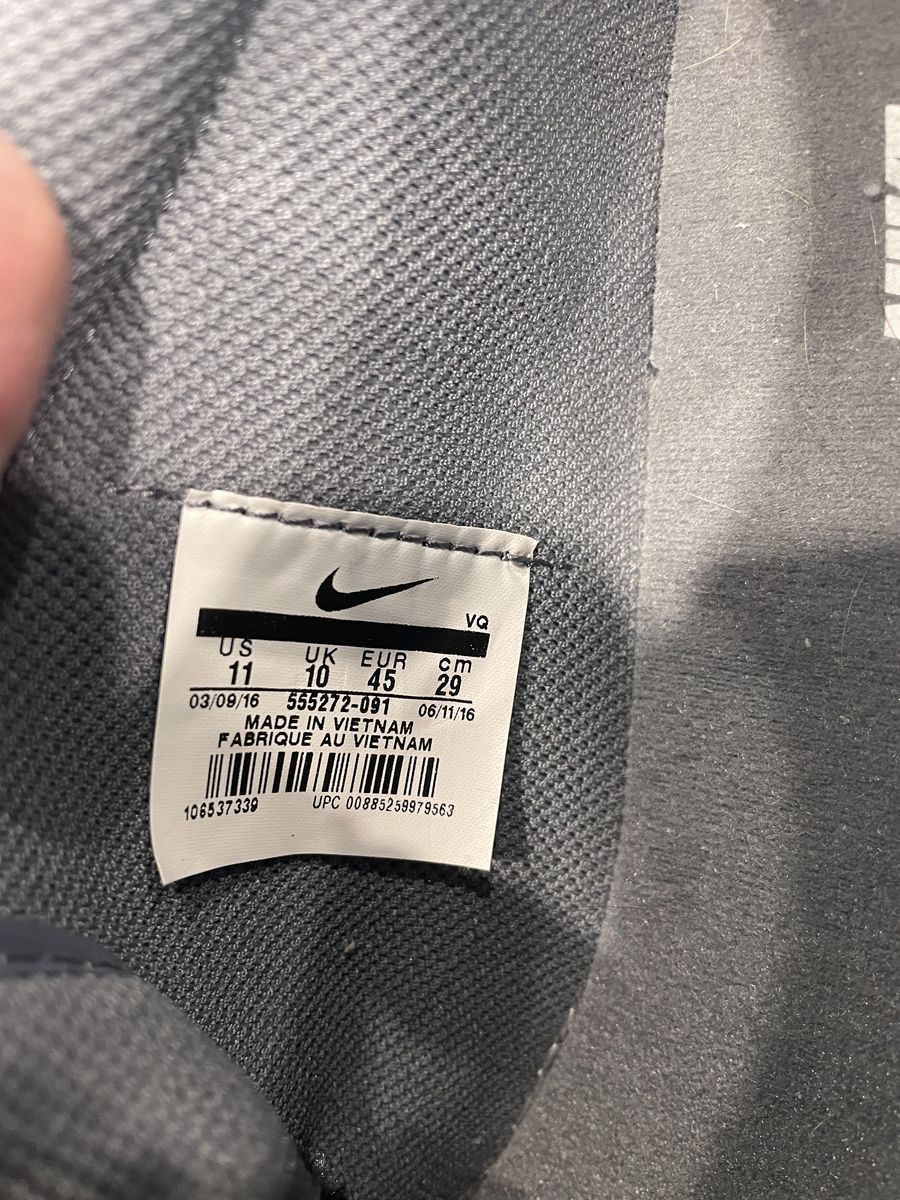 VQ
US UK EUR cm
11 10 45 29
03/09/16 555272-091 06/11/16
MADE IN VIETNAM
FABRIQUE AU VIETNAM
106537339 UPC 00885259979563